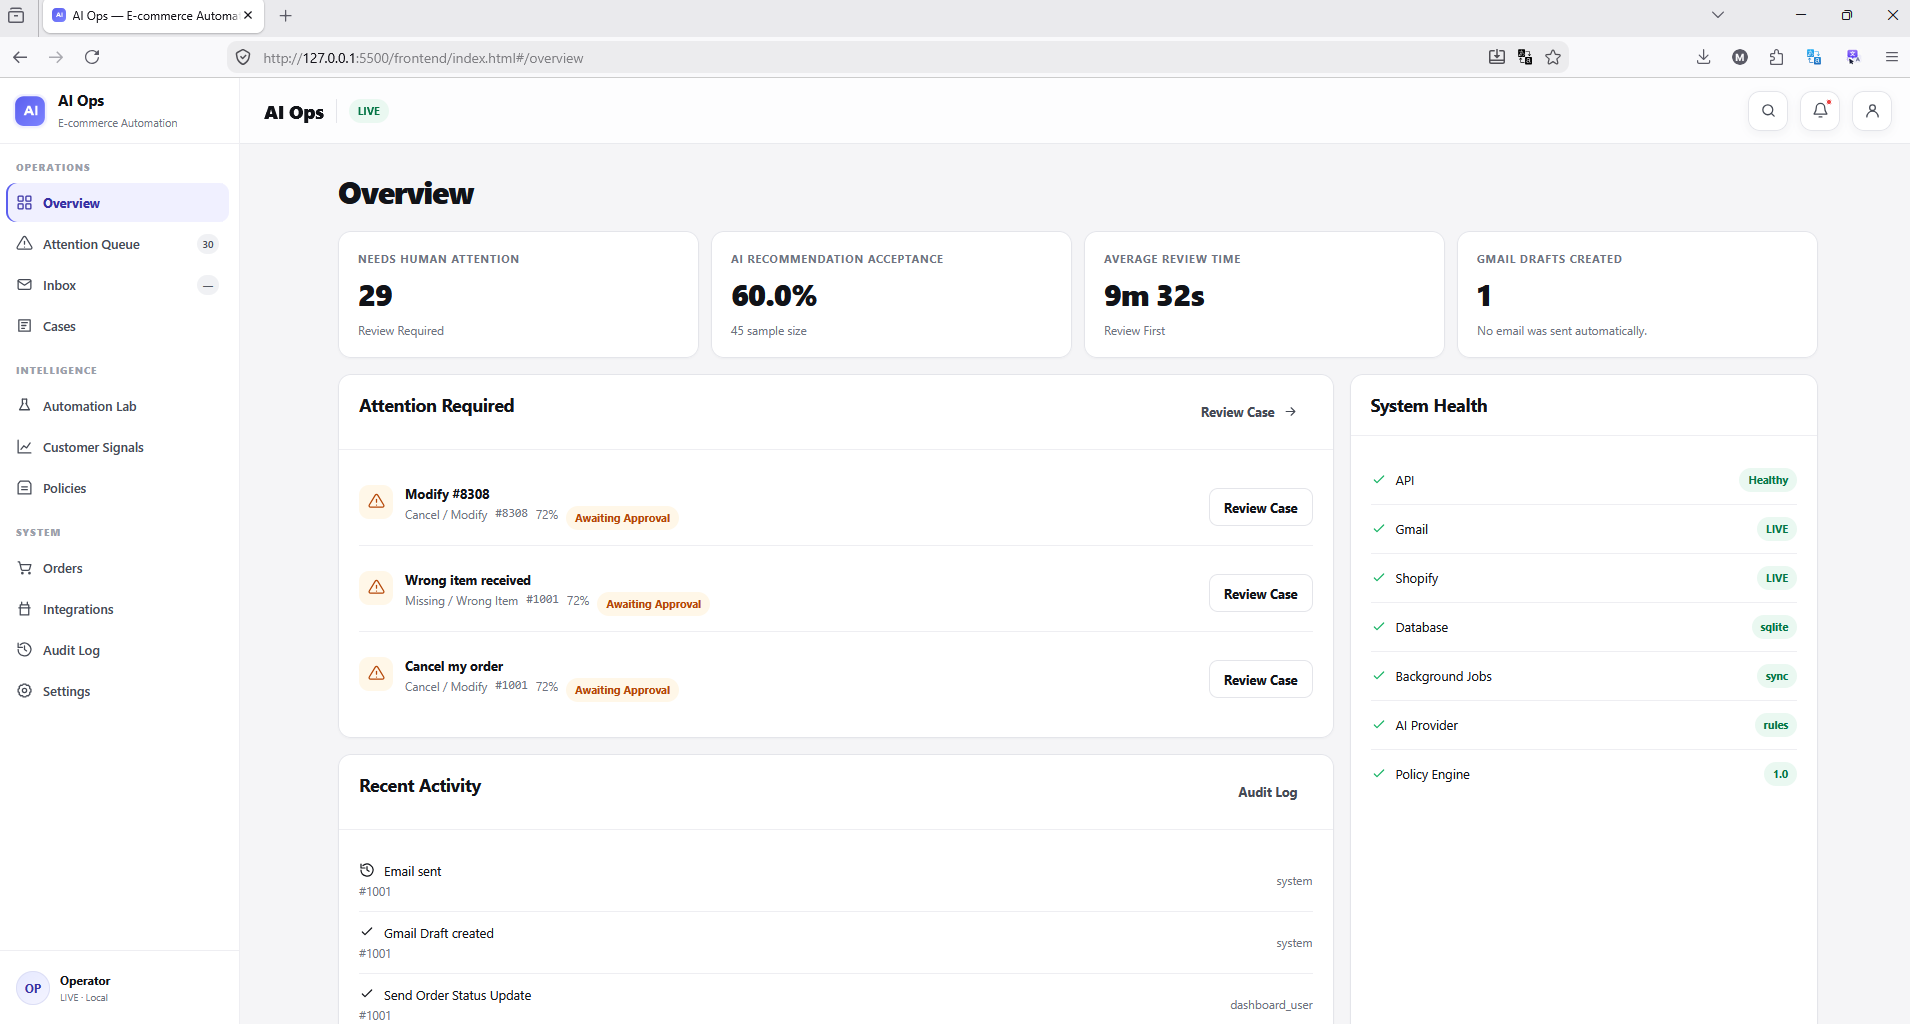 AI Ops — E-commerce Automa
http://127.0.0.1:5500/frontend/index.html#/overview
M
AI
AI Ops
E-commerce Automation
AI Ops
LIVE
OPERATIONS
Overview
Attention Queue 30
Inbox —
Cases
INTELLIGENCE
Automation Lab
Customer Signals
Policies
SYSTEM
Orders
Integrations
Audit Log
Settings
OP
Operator
LIVE · Local
Overview
NEEDS HUMAN ATTENTION
29
Review Required
AI RECOMMENDATION ACCEPTANCE
60.0%
45 sample size
AVERAGE REVIEW TIME
9m 32s
Review First
GMAIL DRAFTS CREATED
1
No email was sent automatically.
Attention Required
Review Case →
Modify #8308
Cancel / Modify #8308 72% Awaiting Approval
Review Case
Wrong item received
Missing / Wrong Item #1001 72% Awaiting Approval
Review Case
Cancel my order
Cancel / Modify #1001 72% Awaiting Approval
Review Case
Recent Activity
Audit Log
Email sent
#1001
system
Gmail Draft created
#1001
system
Send Order Status Update
#1001
dashboard_user
System Health
API Healthy
Gmail LIVE
Shopify LIVE
Database sqlite
Background Jobs sync
AI Provider rules
Policy Engine 1.0